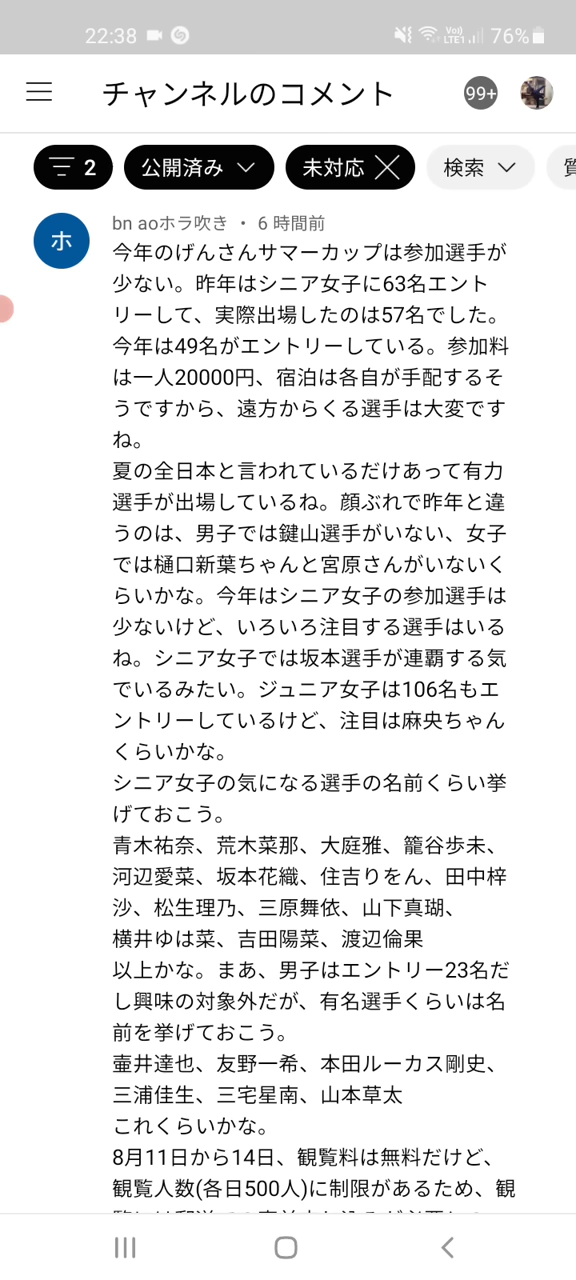 22:38
Vo)) LTE1 76%
チャンネルのコメント
99+
2 公開済み 未対応 検索
ホ
bn aoホラ吹き ・ 6 時間前
今年のげんさんサマーカップは参加選手が
少ない。昨年はシニア女子に63名エント
リーして、実際出場したのは57名でした。
今年は49名がエントリーしている。参加料
は一人20000円、宿泊は各自が手配するそ
うですから、遠方からくる選手は大変です
ね。
夏の全日本と言われているだけあって有力
選手が出場しているね。顔ぶれで昨年と違
うのは、男子では鍵山選手がいない、女子
では樋口新葉ちゃんと宮原さんがいないく
らいかな。今年はシニア女子の参加選手は
少ないけど、いろいろ注目する選手はいる
ね。シニア女子では坂本選手が連覇する気
でいるみたい。ジュニア女子は106名もエ
ントリーしているけど、注目は麻央ちゃん
くらいかな。
シニア女子の気になる選手の名前くらい挙
げておこう。
青木祐奈、荒木菜那、大庭雅、籠谷歩未、
河辺愛菜、坂本花織、住吉りをん、田中梓
沙、松生理乃、三原舞依、山下真瑚、
横井ゆは菜、吉田陽菜、渡辺倫果
以上かな。まあ、男子はエントリー23名だ
し興味の対象外だが、有名選手くらいは名
前を挙げておこう。
壷井達也、友野一希、本田ルーカス剛史、
三浦佳生、三宅星南、山本草太
これくらいかな。
8月11日から14日、観覧料は無料だけど、
観覧人数(各日500人)に制限があるため、観